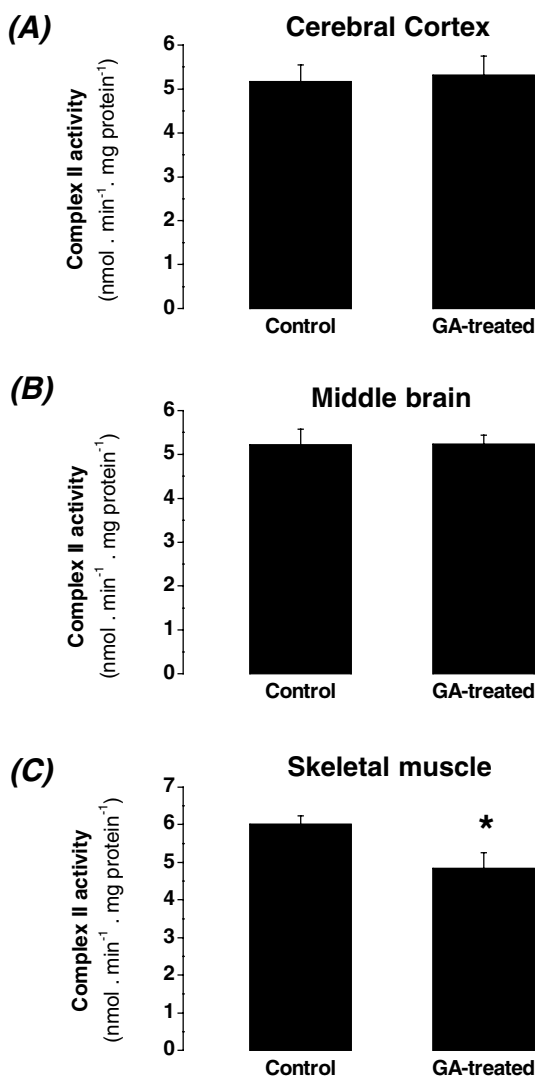 (A)
Cerebral Cortex
Complex II activity
(nmol . min⁻¹. mg protein⁻¹)
6
5
4
3
2
1
0
Control GA-treated
(B)
Middle brain
Complex II activity
(nmol . min⁻¹ . mg protein⁻¹)
6
5
4
3
2
1
0
Control GA-treated
(C)
Skeletal muscle
Complex II activity
(nmol . min⁻¹ . mg protein⁻¹)
7
6
5
4
3
2
1
0
*
Control GA-treated